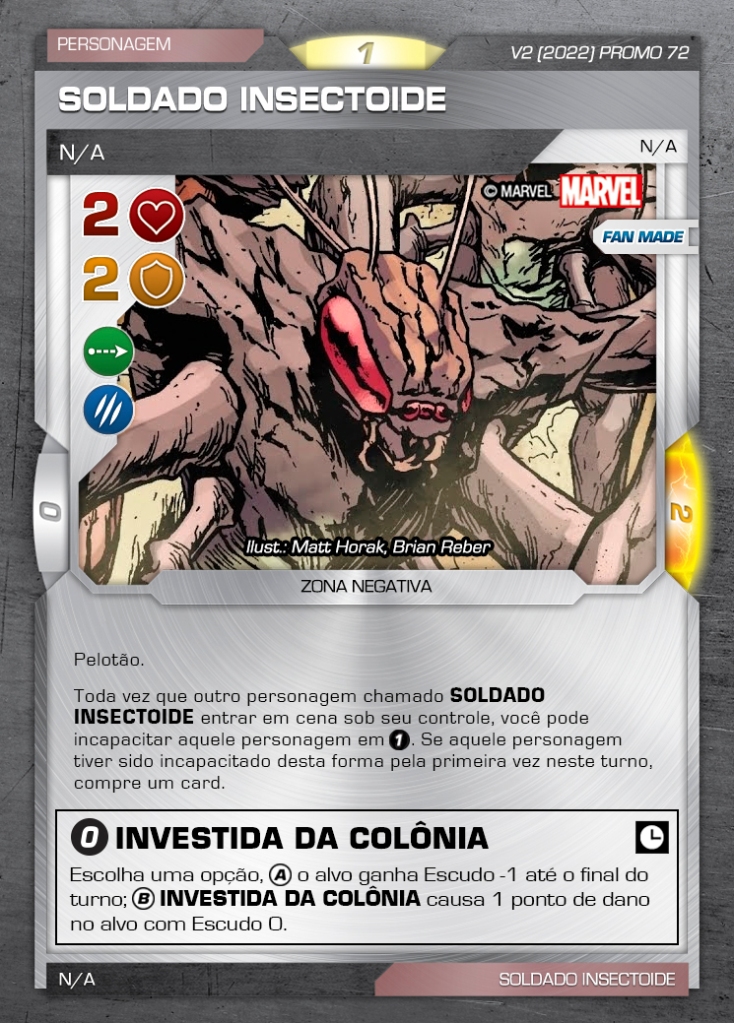 PERSONAGEM
1
V2 (2022) PROMO 72
SOLDADO INSECTOIDE
N/A
N/A
© MARVEL MARVEL
2
FAN MADE
2
0
2
Ilust.: Matt Horak, Brian Reber
ZONA NEGATIVA
Pelotão.
Toda vez que outro personagem chamado SOLDADO
INSECTOIDE entrar em cena sob seu controle, você pode
incapacitar aquele personagem em 1. Se aquele personagem
tiver sido incapacitado desta forma pela primeira vez neste turno,
compre um card.
0 INVESTIDA DA COLÔNIA
Escolha uma opção, A o alvo ganha Escudo -1 até o final do
turno; B INVESTIDA DA COLÔNIA causa 1 ponto de dano
no alvo com Escudo 0.
N/A
SOLDADO INSECTOIDE